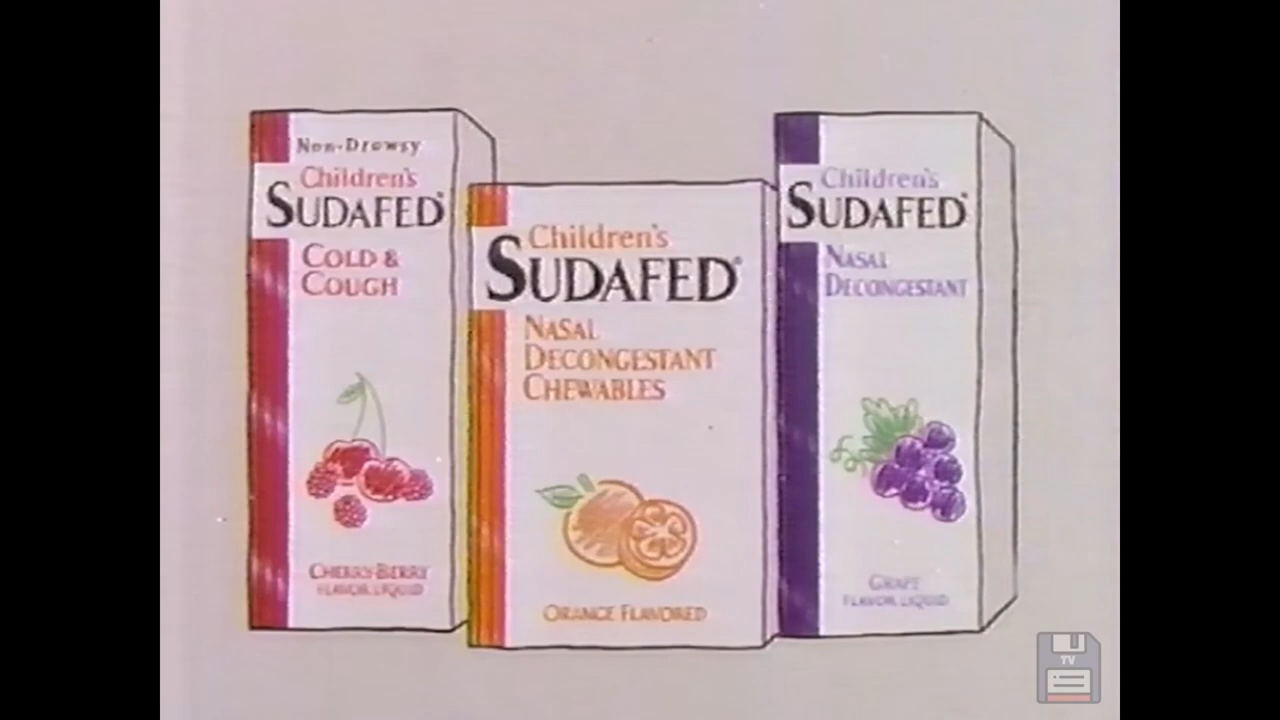 Non-Drowsy
Children's
SUDAFED®
COLD &
COUGH
CHERRY-BERRY
FLAVOR LIQUID
Children's
SUDAFED®
NASAL
DECONGESTANT
CHEWABLES
ORANGE FLAVORED
Children's
SUDAFED®
NASAL
DECONGESTANT
GRAPE
FLAVOR LIQUID
TV